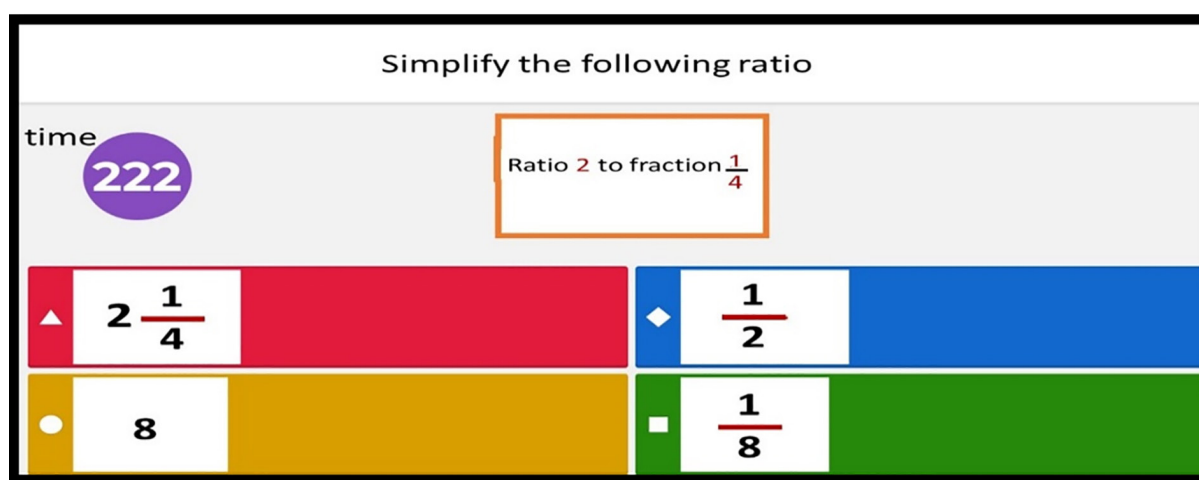 Simplify the following ratio
time
222
Ratio 2 to fraction 1/4
2 1/4
1/2
8
1/8